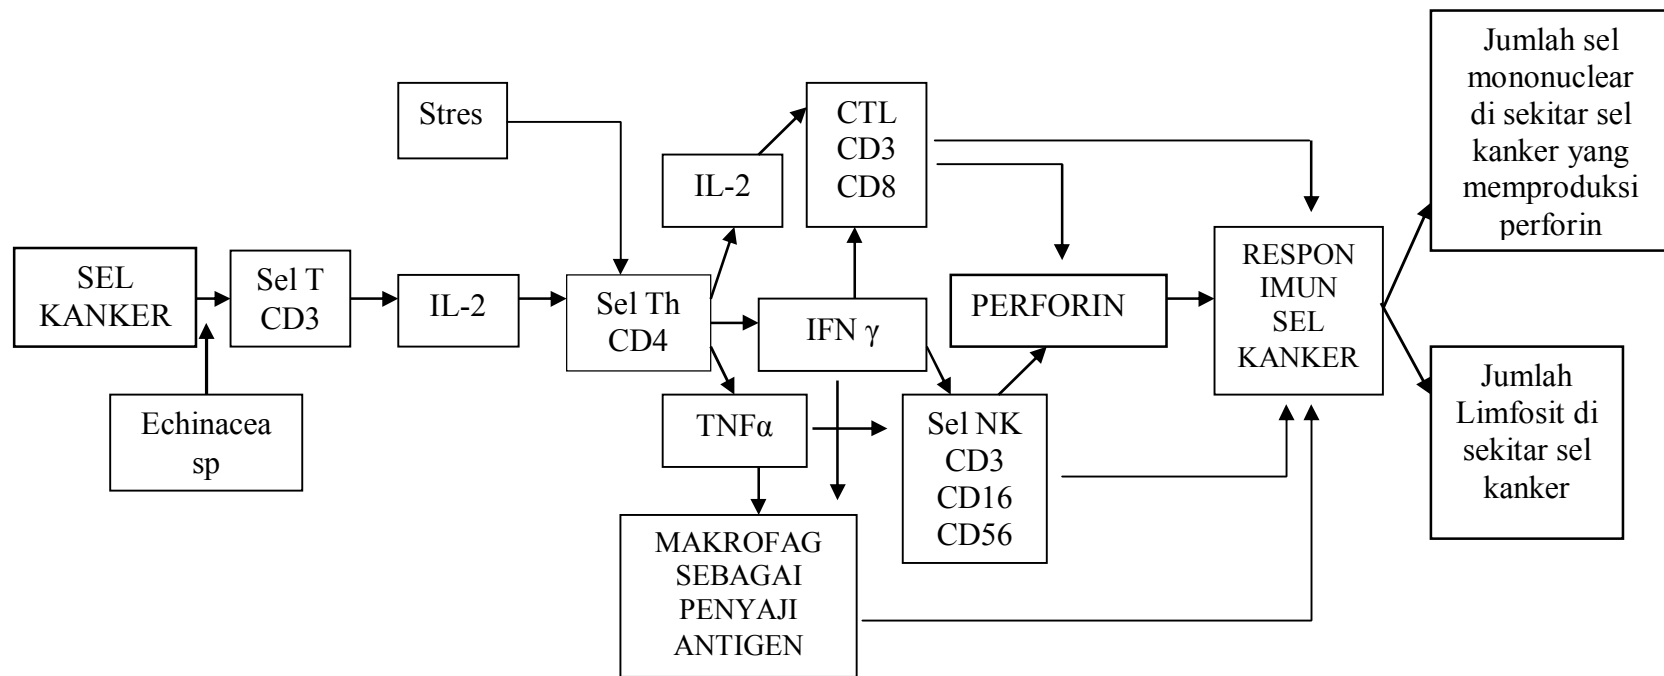 Jumlah sel
mononuclear
di sekitar sel
kanker yang
memproduksi
perforin
Stres
CTL
CD3
CD8
IL-2
SEL
KANKER
Sel T
CD3
IL-2
Sel Th
CD4
IFN γ
PERFORIN
RESPON
IMUN
SEL
KANKER
Echinacea
sp
TNFα
Sel NK
CD3
CD16
CD56
Jumlah
Limfosit di
sekitar sel
kanker
MAKROFAG
SEBAGAI
PENYAJI
ANTIGEN